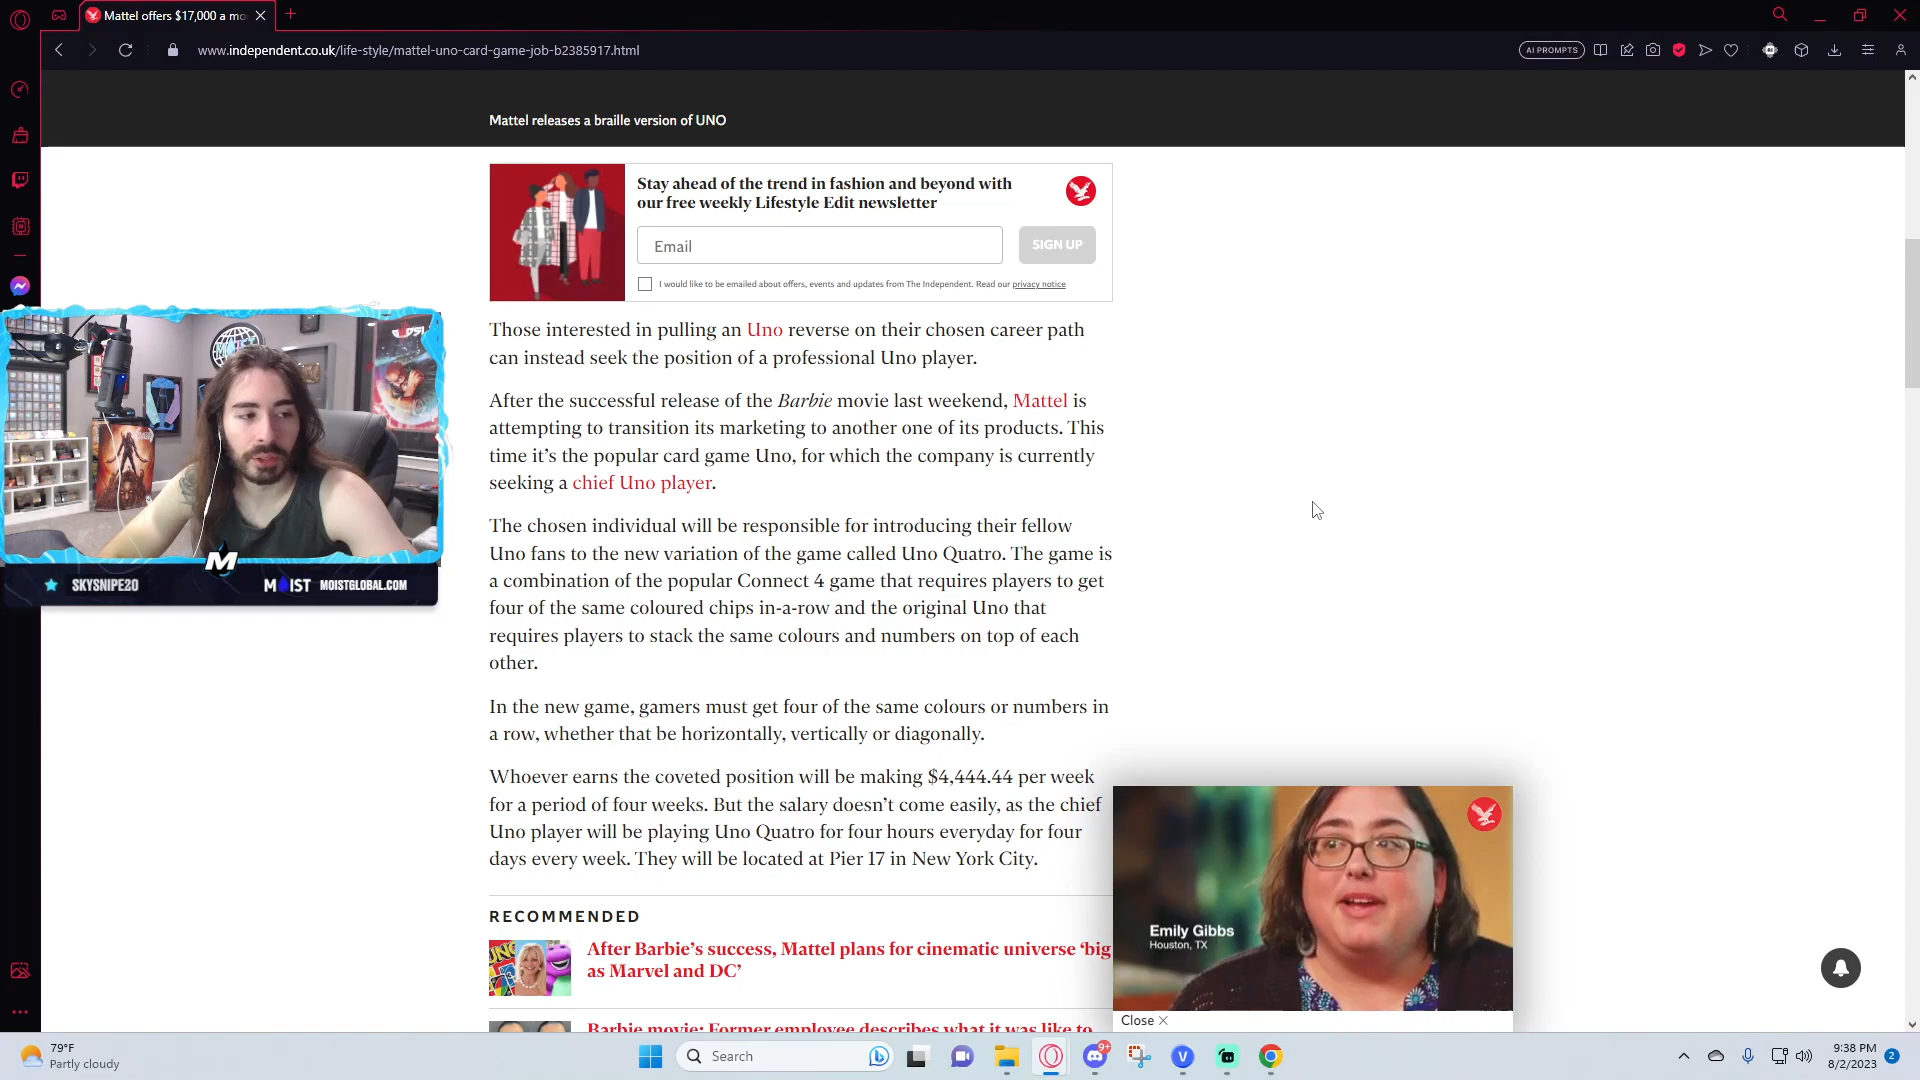 Mattel offers $17,000 a mo
www.independent.co.uk/life-style/mattel-uno-card-game-job-b2385917.html
AI PROMPTS
Mattel releases a braille version of UNO
Stay ahead of the trend in fashion and beyond with
our free weekly Lifestyle Edit newsletter
Email
SIGN UP
I would like to be emailed about offers, events and updates from The Independent. Read our privacy notice
Those interested in pulling an Uno reverse on their chosen career path
can instead seek the position of a professional Uno player.
After the successful release of the Barbie movie last weekend, Mattel is
attempting to transition its marketing to another one of its products. This
time it's the popular card game Uno, for which the company is currently
seeking a chief Uno player.
The chosen individual will be responsible for introducing their fellow
Uno fans to the new variation of the game called Uno Quatro. The game is
a combination of the popular Connect 4 game that requires players to get
four of the same coloured chips in-a-row and the original Uno that
requires players to stack the same colours and numbers on top of each
other.
In the new game, gamers must get four of the same colours or numbers in
a row, whether that be horizontally, vertically or diagonally.
Whoever earns the coveted position will be making $4,444.44 per week
for a period of four weeks. But the salary doesn't come easily, as the chief
Uno player will be playing Uno Quatro for four hours everyday for four
days every week. They will be located at Pier 17 in New York City.
RECOMMENDED
After Barbie's success, Mattel plans for cinematic universe 'big
as Marvel and DC'
Barbie movie: Former employee describes what it was like to
M
SKYSNIPE20
MOIST
MOISTGLOBAL.COM
Emily Gibbs
Houston, TX
Close
79°F
Partly cloudy
Search
9+
9:38 PM
8/2/2023
2